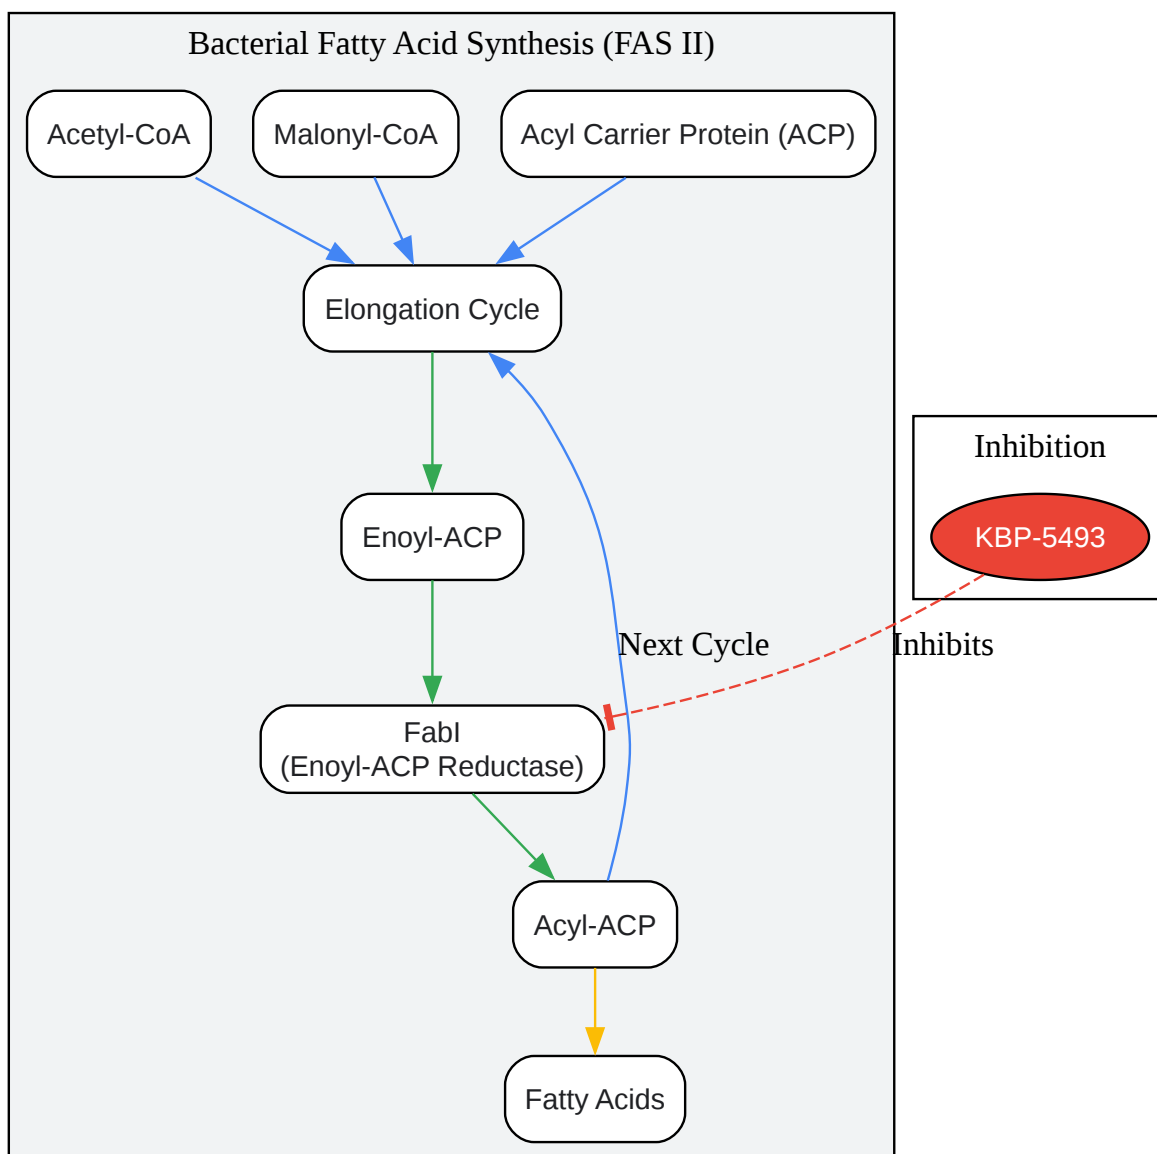 Bacterial Fatty Acid Synthesis (FAS II)
Acetyl-CoA
Malonyl-CoA
Acyl Carrier Protein (ACP)
Elongation Cycle
Inhibition
Enoyl-ACP
KBP-5493
Next Cycle
Inhibits
FabI
(Enoyl-ACP Reductase)
Acyl-ACP
Fatty Acids